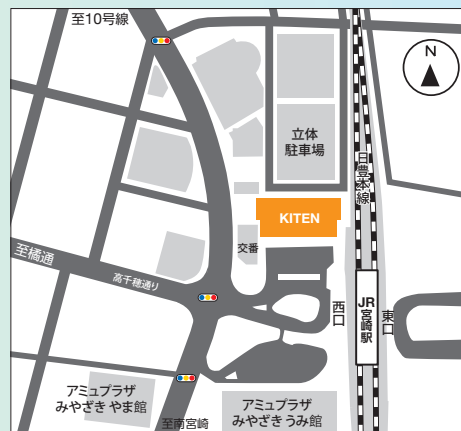 至10号線
N
立体
駐車場
日豊本線
KITEN
交番
至橘通
高千穂通り
西口
JR
宮崎駅
東口
アミュプラザ
みやざき やま館
至南宮崎
アミュプラザ
みやざき うみ館